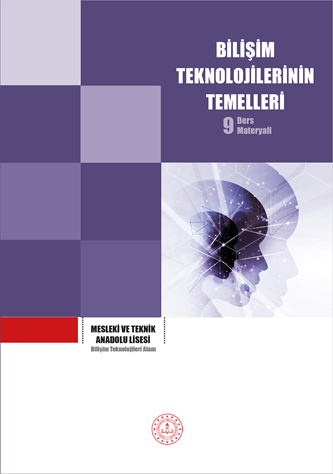 BİLİŞİM
TEKNOLOJİLERİNİN
TEMELLERİ
9 Ders
Materyali
MESLEKİ VE TEKNİK
ANADOLU LİSESİ
Bilişim Teknolojileri Alanı